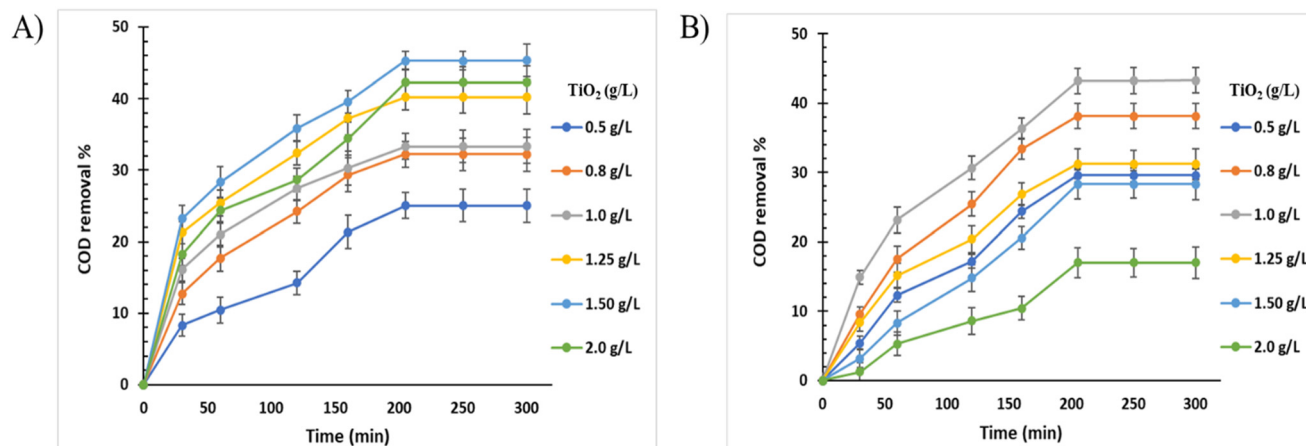 A)
50
40
30
20
10
0
COD removal %
0 50 100 150 200 250 300
Time (min)
TiO₂ (g/L)
0.5 g/L
0.8 g/L
1.0 g/L
1.25 g/L
1.50 g/L
2.0 g/L
B)
50
40
30
20
10
0
COD removal %
0 50 100 150 200 250 300
Time (min)
TiO₂ (g/L)
0.5 g/L
0.8 g/L
1.0 g/L
1.25 g/L
1.50 g/L
2.0 g/L